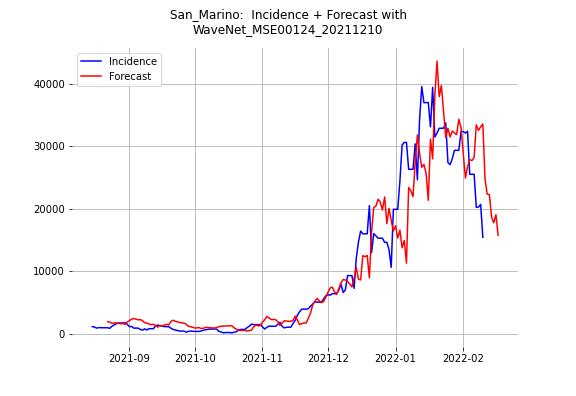 San_Marino:  Incidence + Forecast with
WaveNet_MSE00124_20211210
Incidence
Forecast
40000
30000
20000
10000
0
2021-09 2021-10 2021-11 2021-12 2022-01 2022-02